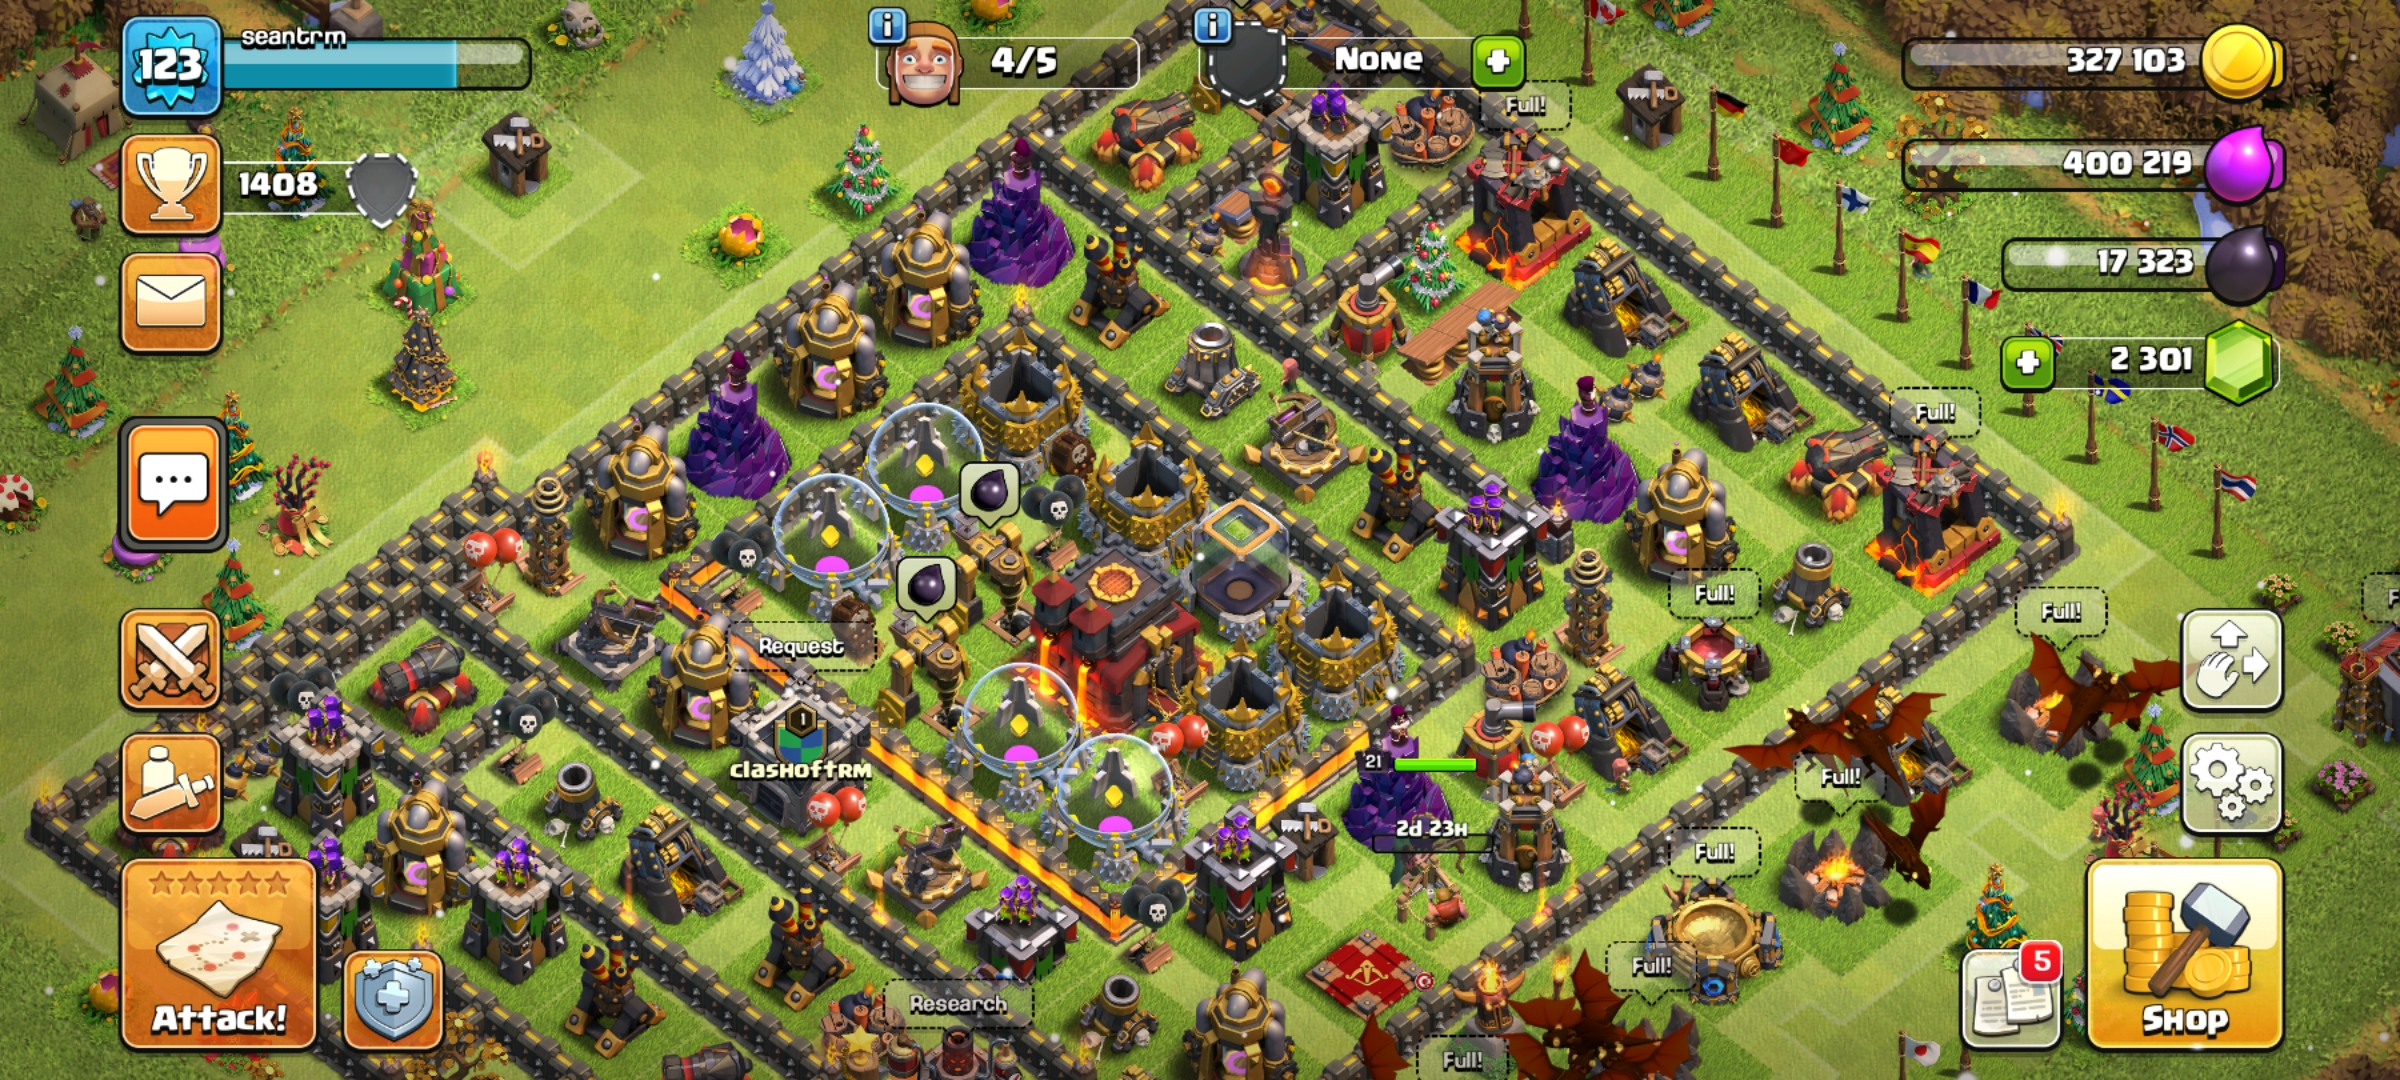 123
seantrm
4/5
None
327 103
Full!
1408
400 219
17 323
2 301
Full!
Full!
Full!
Request
1
clashofTRM
21
Full!
2d 23H
Full!
5
Full!
Research
Attack!
Shop
Full!